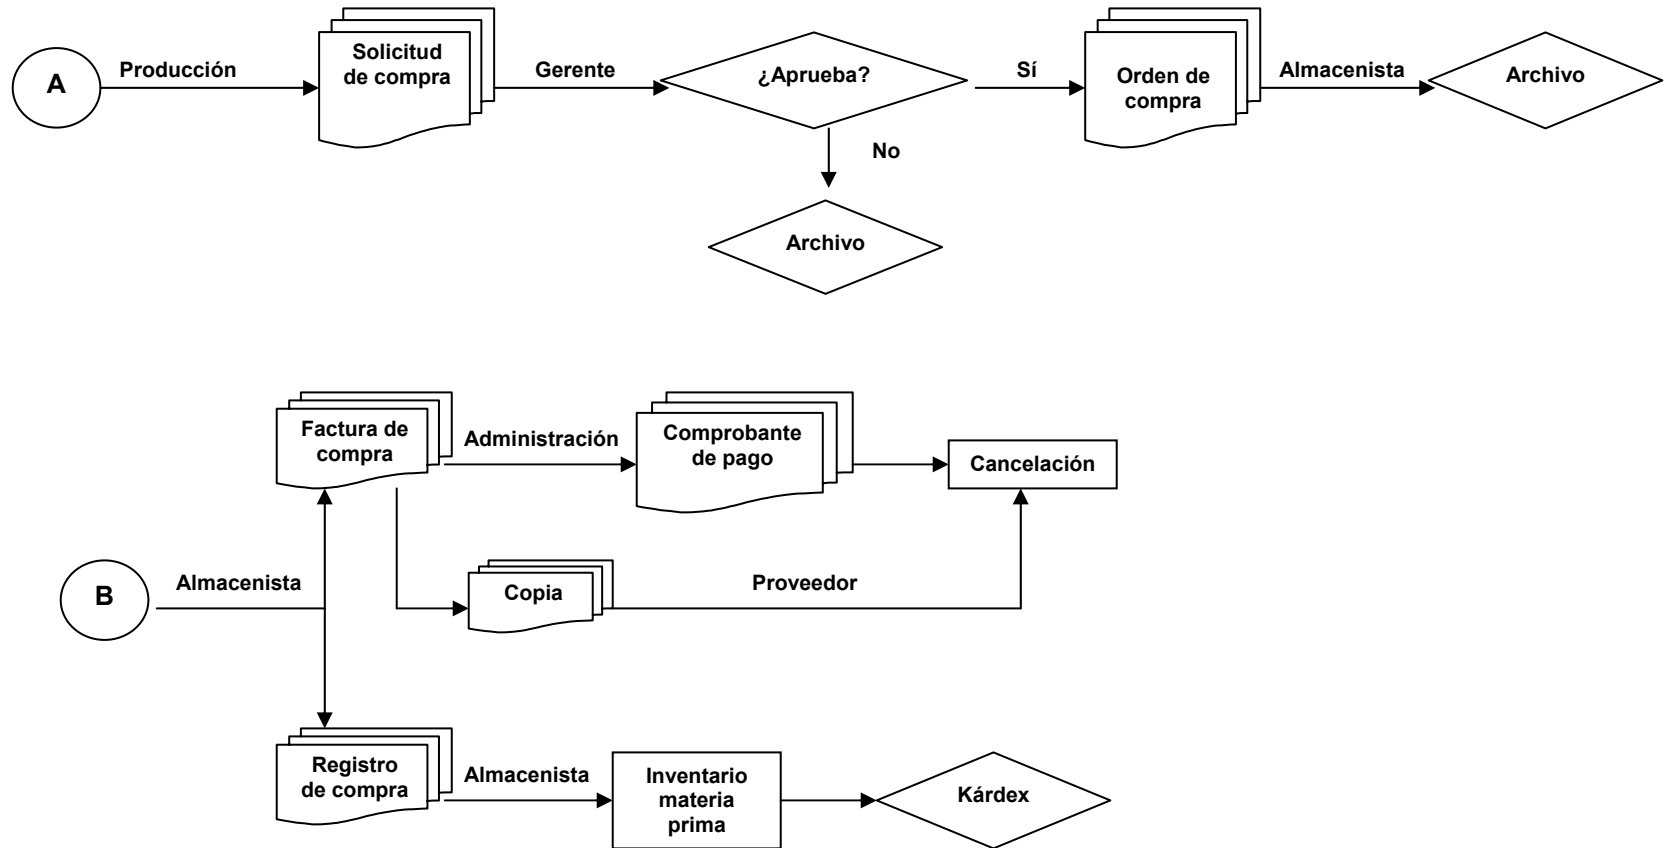 A
Producción
Solicitud
de compra
Gerente
¿Aprueba?
Sí
Orden de
compra
Almacenista
Archivo
No
Archivo
Factura de
compra
Administración
Comprobante
de pago
Cancelación
B
Almacenista
Copia
Proveedor
Registro
de compra
Almacenista
Inventario
materia
prima
Kárdex